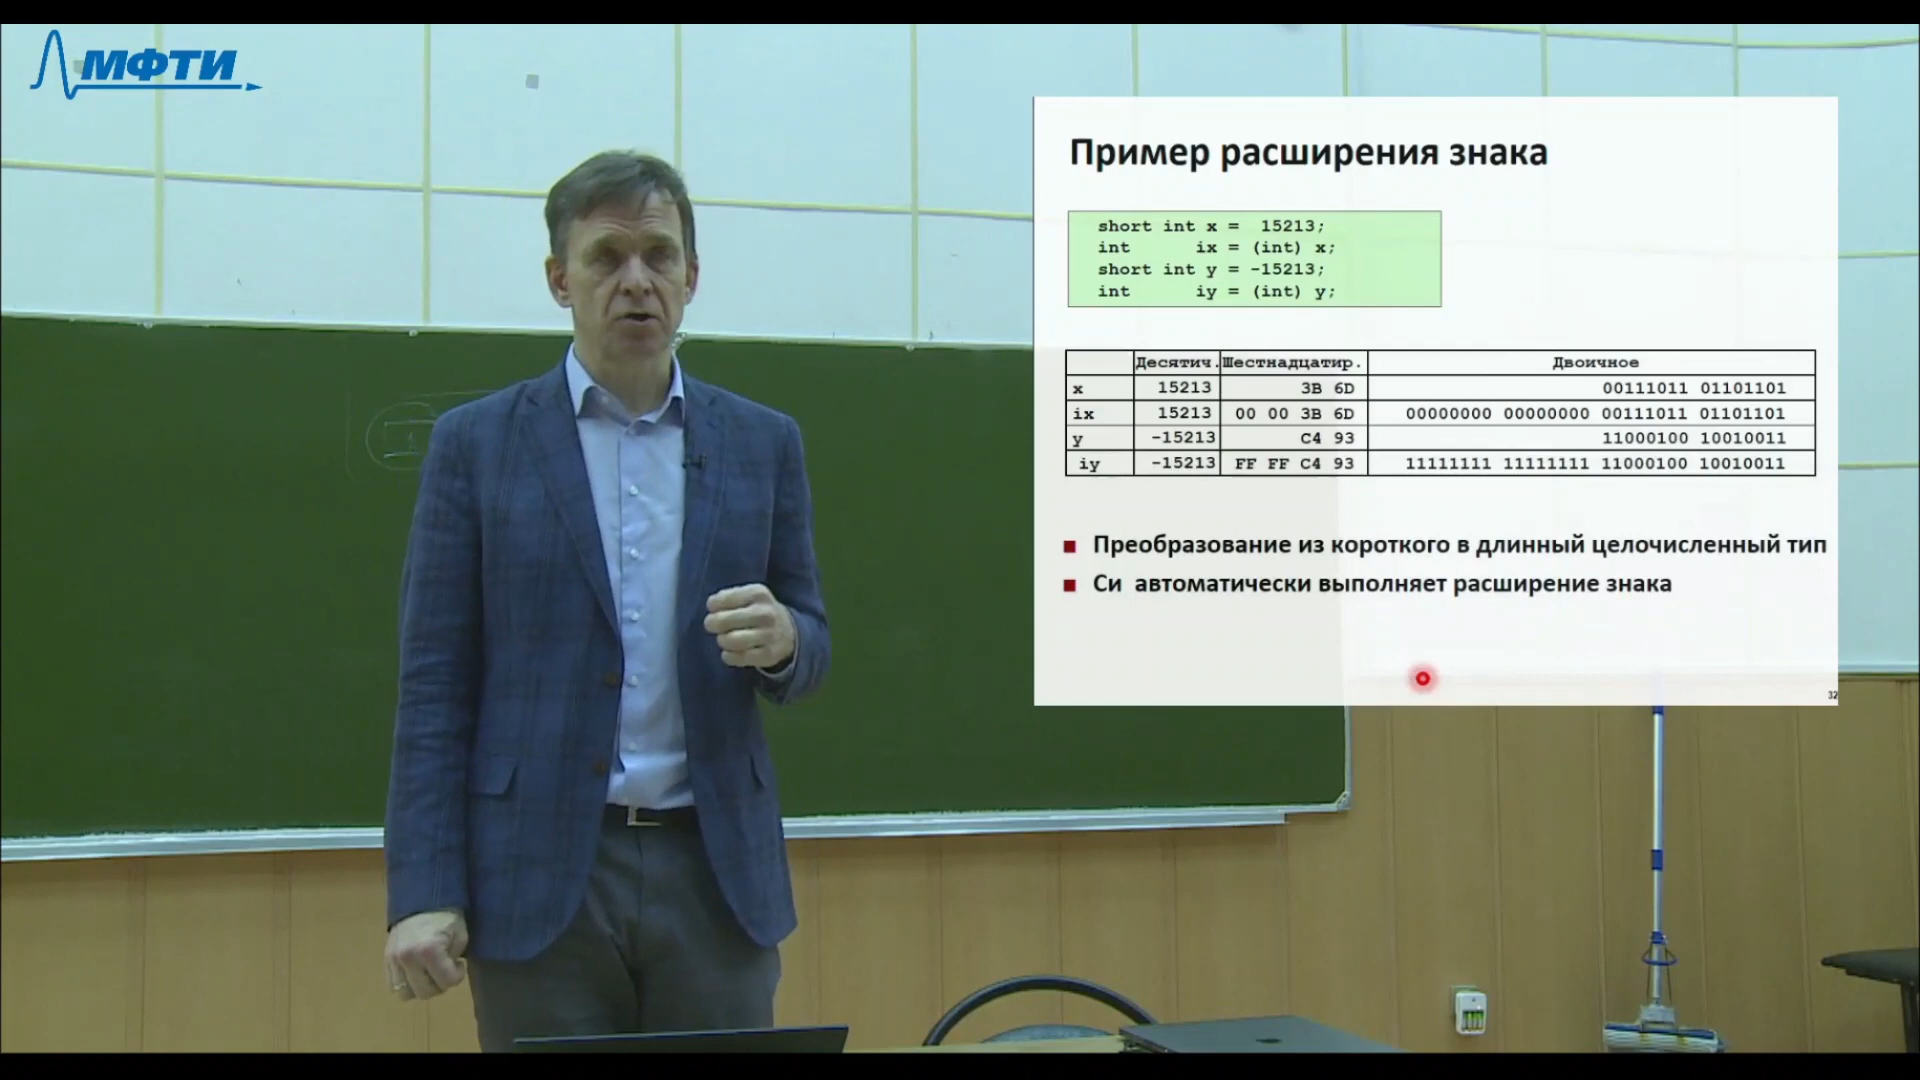 МФТИ
Пример расширения знака
short int x = 15213;
int ix = (int) x;
short int y = -15213;
int iy = (int) y;
Десятич. Шестнадцатир. Двоичное
x 15213 3B 6D 00111011 01101101
ix 15213 00 00 3B 6D 00000000 00000000 00111011 01101101
y -15213 C4 93 11000100 10010011
iy -15213 FF FF C4 93 11111111 11111111 11000100 10010011
Преобразование из короткого в длинный целочисленный тип
Си автоматически выполняет расширение знака
32